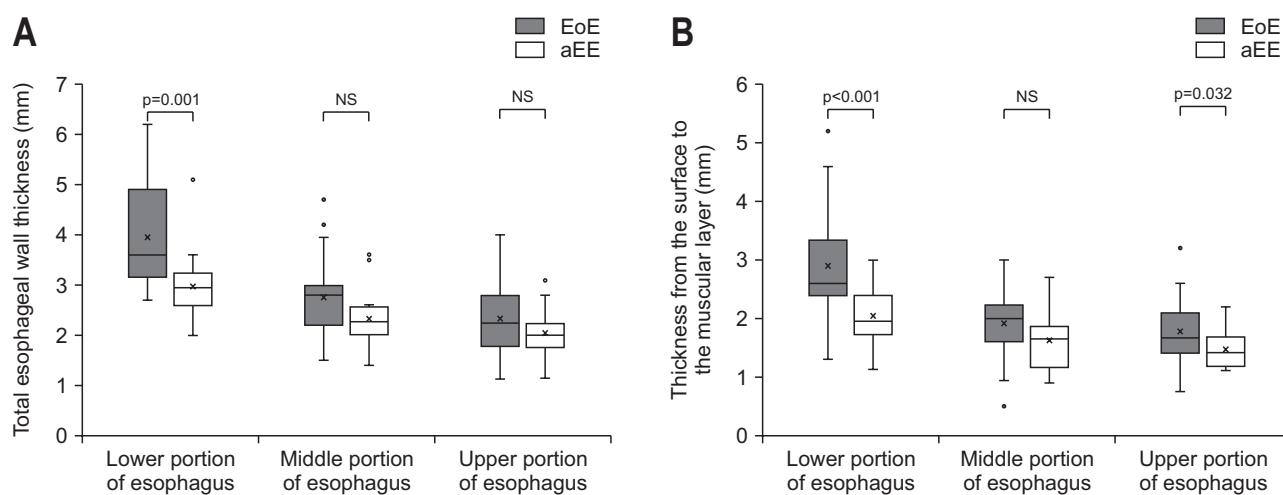 A
EoE
aEE
Total esophageal wall thickness (mm)
7
6
5
4
3
2
1
0
p=0.001
NS
NS
Lower portion
of esophagus
Middle portion
of esophagus
Upper portion
of esophagus
B
EoE
aEE
Thickness from the surface to
the muscular layer (mm)
6
5
4
3
2
1
0
p<0.001
NS
p=0.032
Lower portion
of esophagus
Middle portion
of esophagus
Upper portion
of esophagus